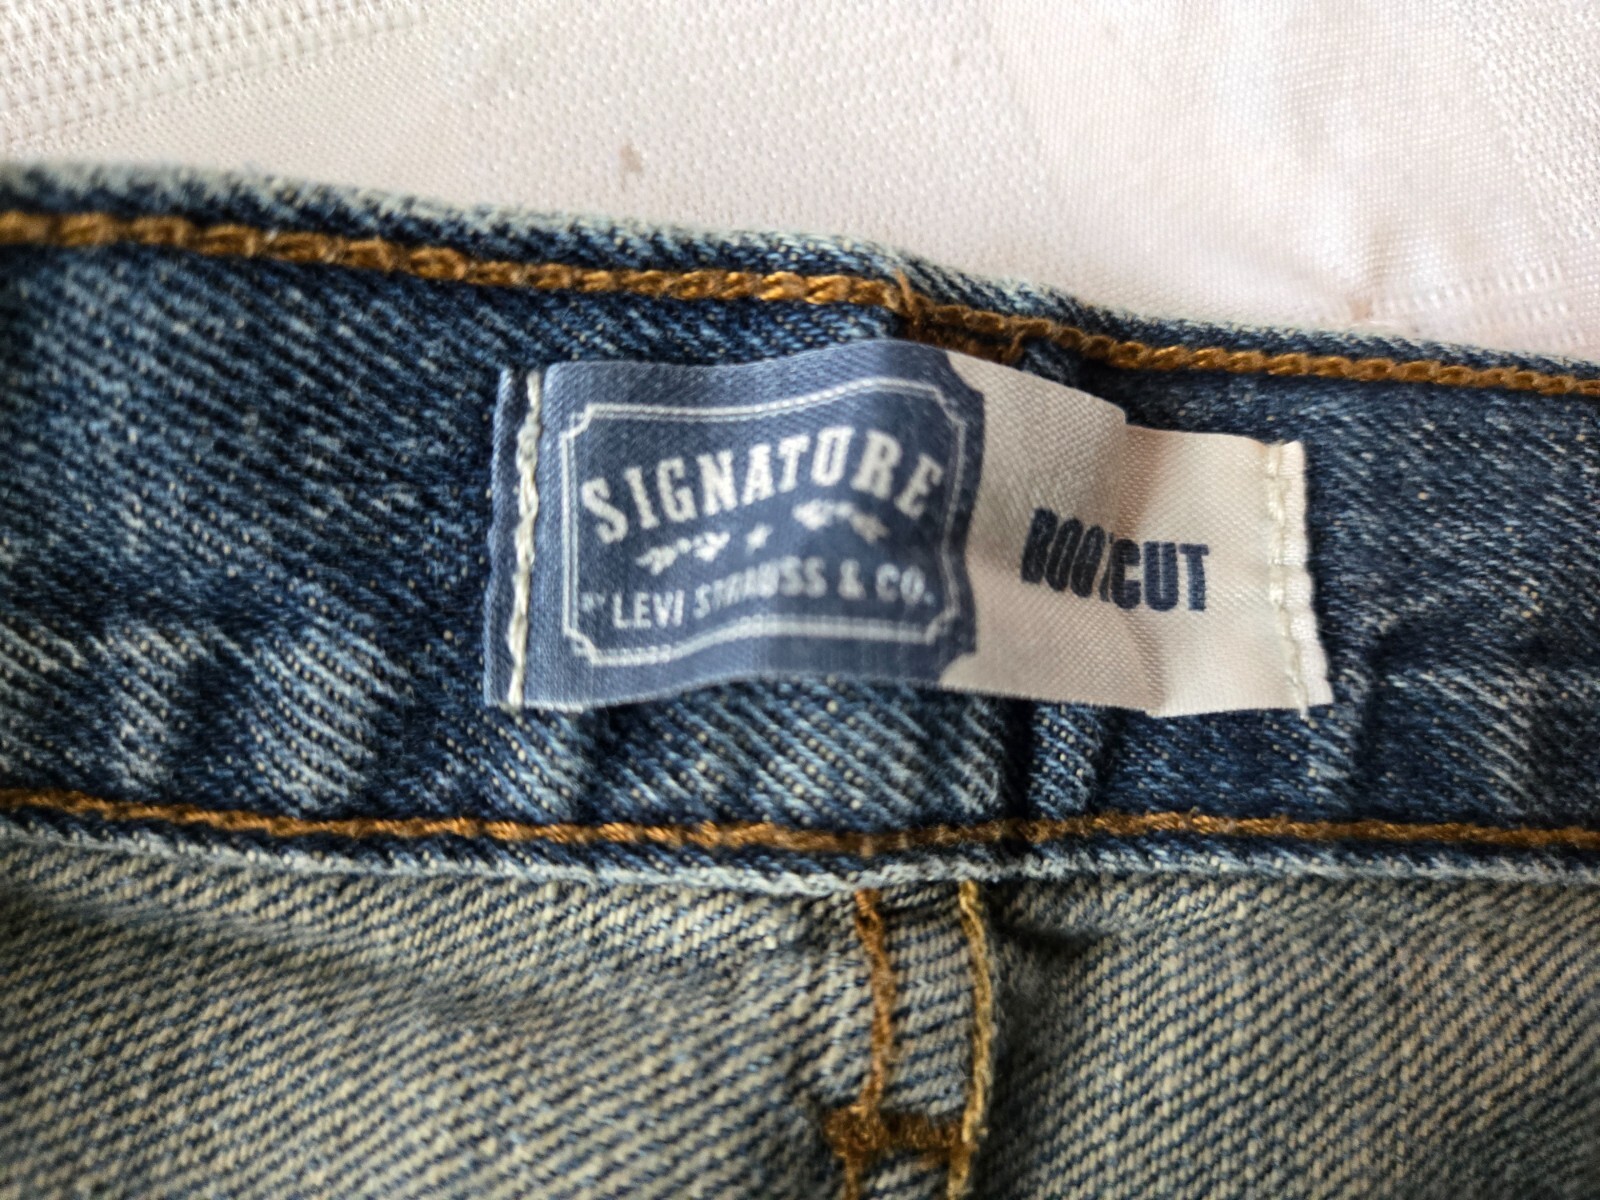 SIGNATURE
BY LEVI STRAUSS & CO.
BOOTCUT